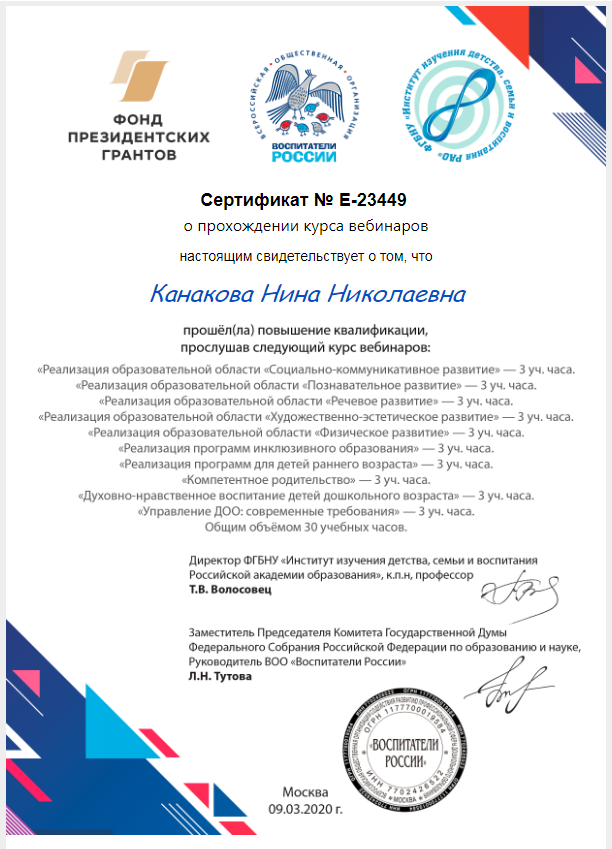 ФОНД
ПРЕЗИДЕНТСКИХ
ГРАНТОВ
ВСЕРОССИЙСКАЯ • ОБЩЕСТВЕННАЯ • ОРГАНИЗАЦИЯ
ВОСПИТАТЕЛИ
РОССИИ
ФГБНУ «Институт изучения детства, семьи и воспитания РАО»
Сертификат № Е-23449
о прохождении курса вебинаров
настоящим свидетельствует о том, что
Канакова Нина Николаевна
прошёл(ла) повышение квалификации,
прослушав следующий курс вебинаров:
«Реализация образовательной области «Социально-коммуникативное развитие» — 3 уч. часа.
«Реализация образовательной области «Познавательное развитие» — 3 уч. часа.
«Реализация образовательной области «Речевое развитие» — 3 уч. часа.
«Реализация образовательной области «Художественно-эстетическое развитие» — 3 уч. часа.
«Реализация образовательной области «Физическое развитие» — 3 уч. часа.
«Реализация программ инклюзивного образования» — 3 уч. часа.
«Реализация программ для детей раннего возраста» — 3 уч. часа.
«Компетентное родительство» — 3 уч. часа.
«Духовно-нравственное воспитание детей дошкольного возраста» — 3 уч. часа.
«Управление ДОО: современные требования» — 3 уч. часа.
Общим объёмом 30 учебных часов.
Директор ФГБНУ «Институт изучения детства, семьи и воспитания
Российской академии образования», к.п.н, профессор
Т.В. Волосовец
Заместитель Председателя Комитета Государственной Думы
Федерального Собрания Российской Федерации по образованию и науке,
Руководитель ВОО «Воспитатели России»
Л.Н. Тутова
ОГРН 1177700019584
«ВОСПИТАТЕЛИ
РОССИИ»
ИНН 7702426522
МОСКВА
Москва
09.03.2020 г.